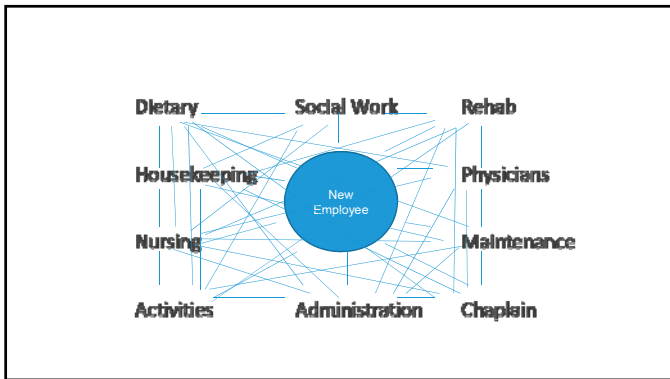 Dietary
Social Work
Rehab
Housekeeping
New
Employee
Physicians
Nursing
Maintenance
Activities
Administration
Chaplain